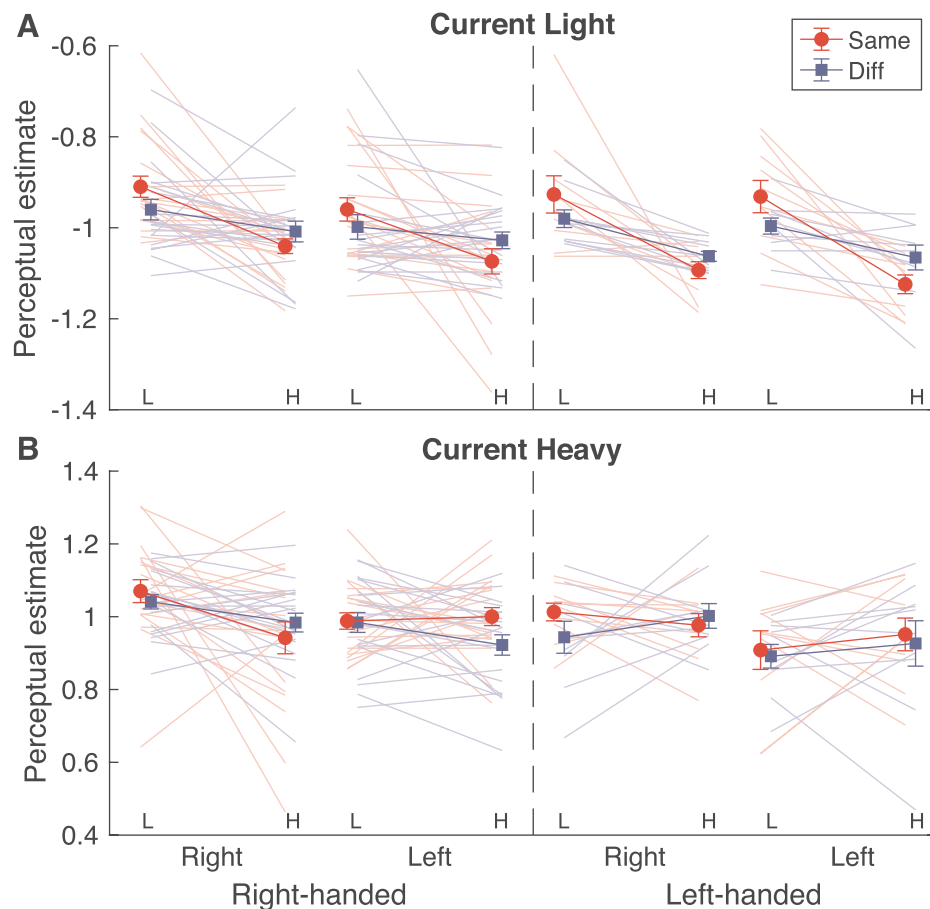 A
Current Light
Same
Diff
Perceptual estimate
-0.6
-0.8
-1
-1.2
-1.4
L H L H L H L H
B
Current Heavy
Perceptual estimate
1.4
1.2
1
0.8
0.6
0.4
L H L H L H L H
Right Left Right Left
Right-handed Left-handed